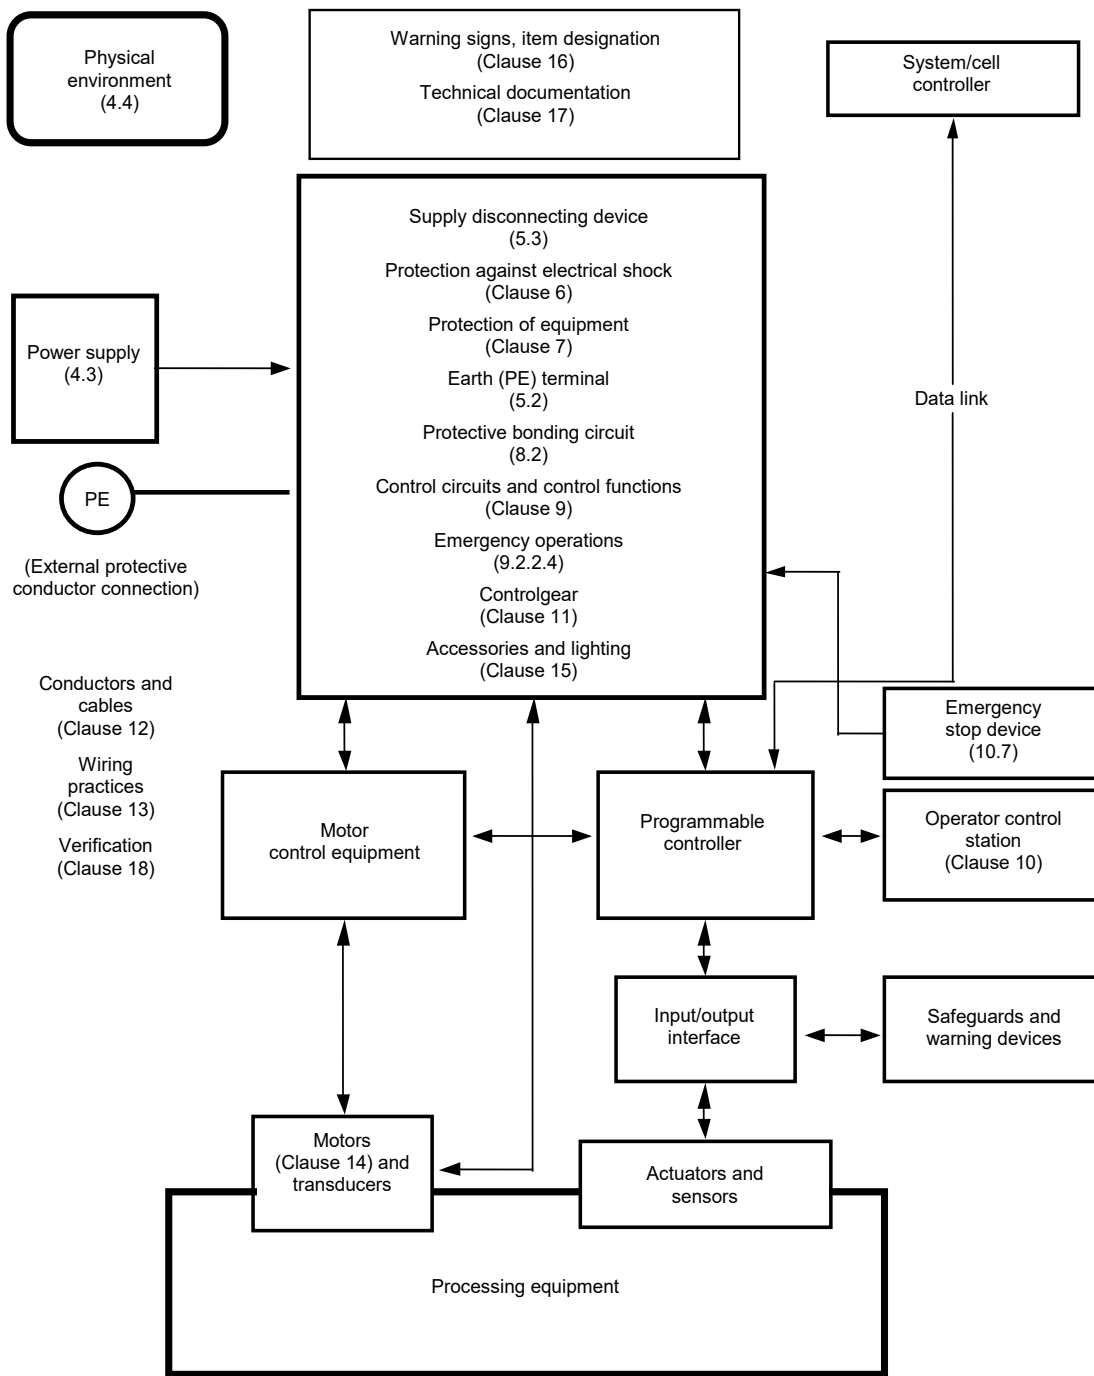 Physical
environment
(4.4)
Warning signs, item designation
(Clause 16)
Technical documentation
(Clause 17)
System/cell
controller
Supply disconnecting device
(5.3)
Protection against electrical shock
(Clause 6)
Protection of equipment
(Clause 7)
Earth (PE) terminal
(5.2)
Protective bonding circuit
(8.2)
Control circuits and control functions
(Clause 9)
Emergency operations
(9.2.2.4)
Controlgear
(Clause 11)
Accessories and lighting
(Clause 15)
Power supply
(4.3)
Data link
PE
(External protective
conductor connection)
Conductors and
cables
(Clause 12)
Wiring
practices
(Clause 13)
Verification
(Clause 18)
Emergency
stop device
(10.7)
Motor
control equipment
Programmable
controller
Operator control
station
(Clause 10)
Input/output
interface
Safeguards and
warning devices
Motors
(Clause 14) and
transducers
Actuators and
sensors
Processing equipment